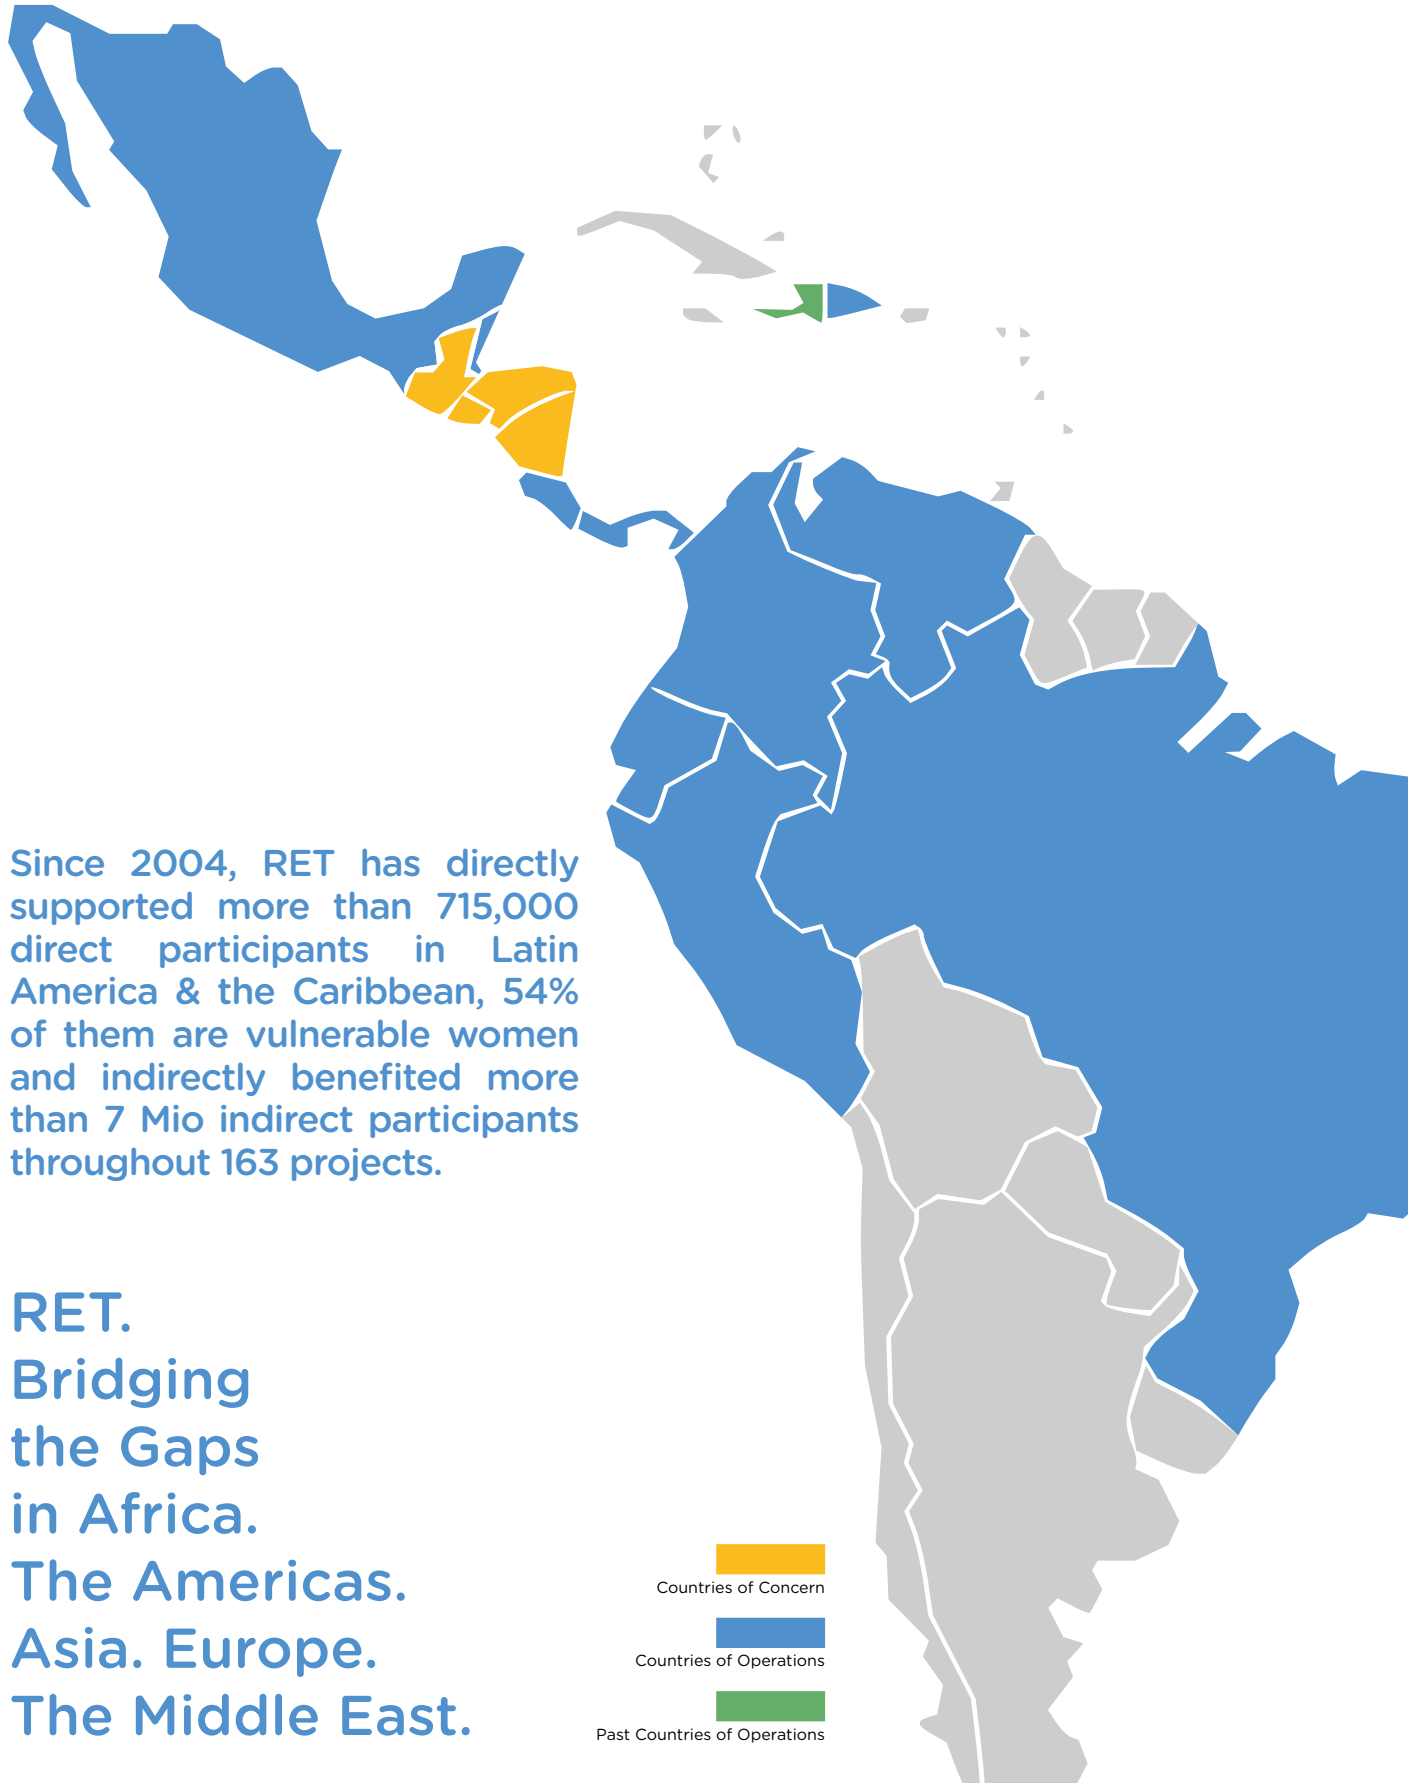 Since 2004, RET has directly
supported more than 715,000
direct participants in Latin
America & the Caribbean, 54%
of them are vulnerable women
and indirectly benefited more
than 7 Mio indirect participants
throughout 163 projects.
RET.
Bridging
the Gaps
in Africa.
The Americas.
Asia. Europe.
The Middle East.
Countries of Concern
Countries of Operations
Past Countries of Operations